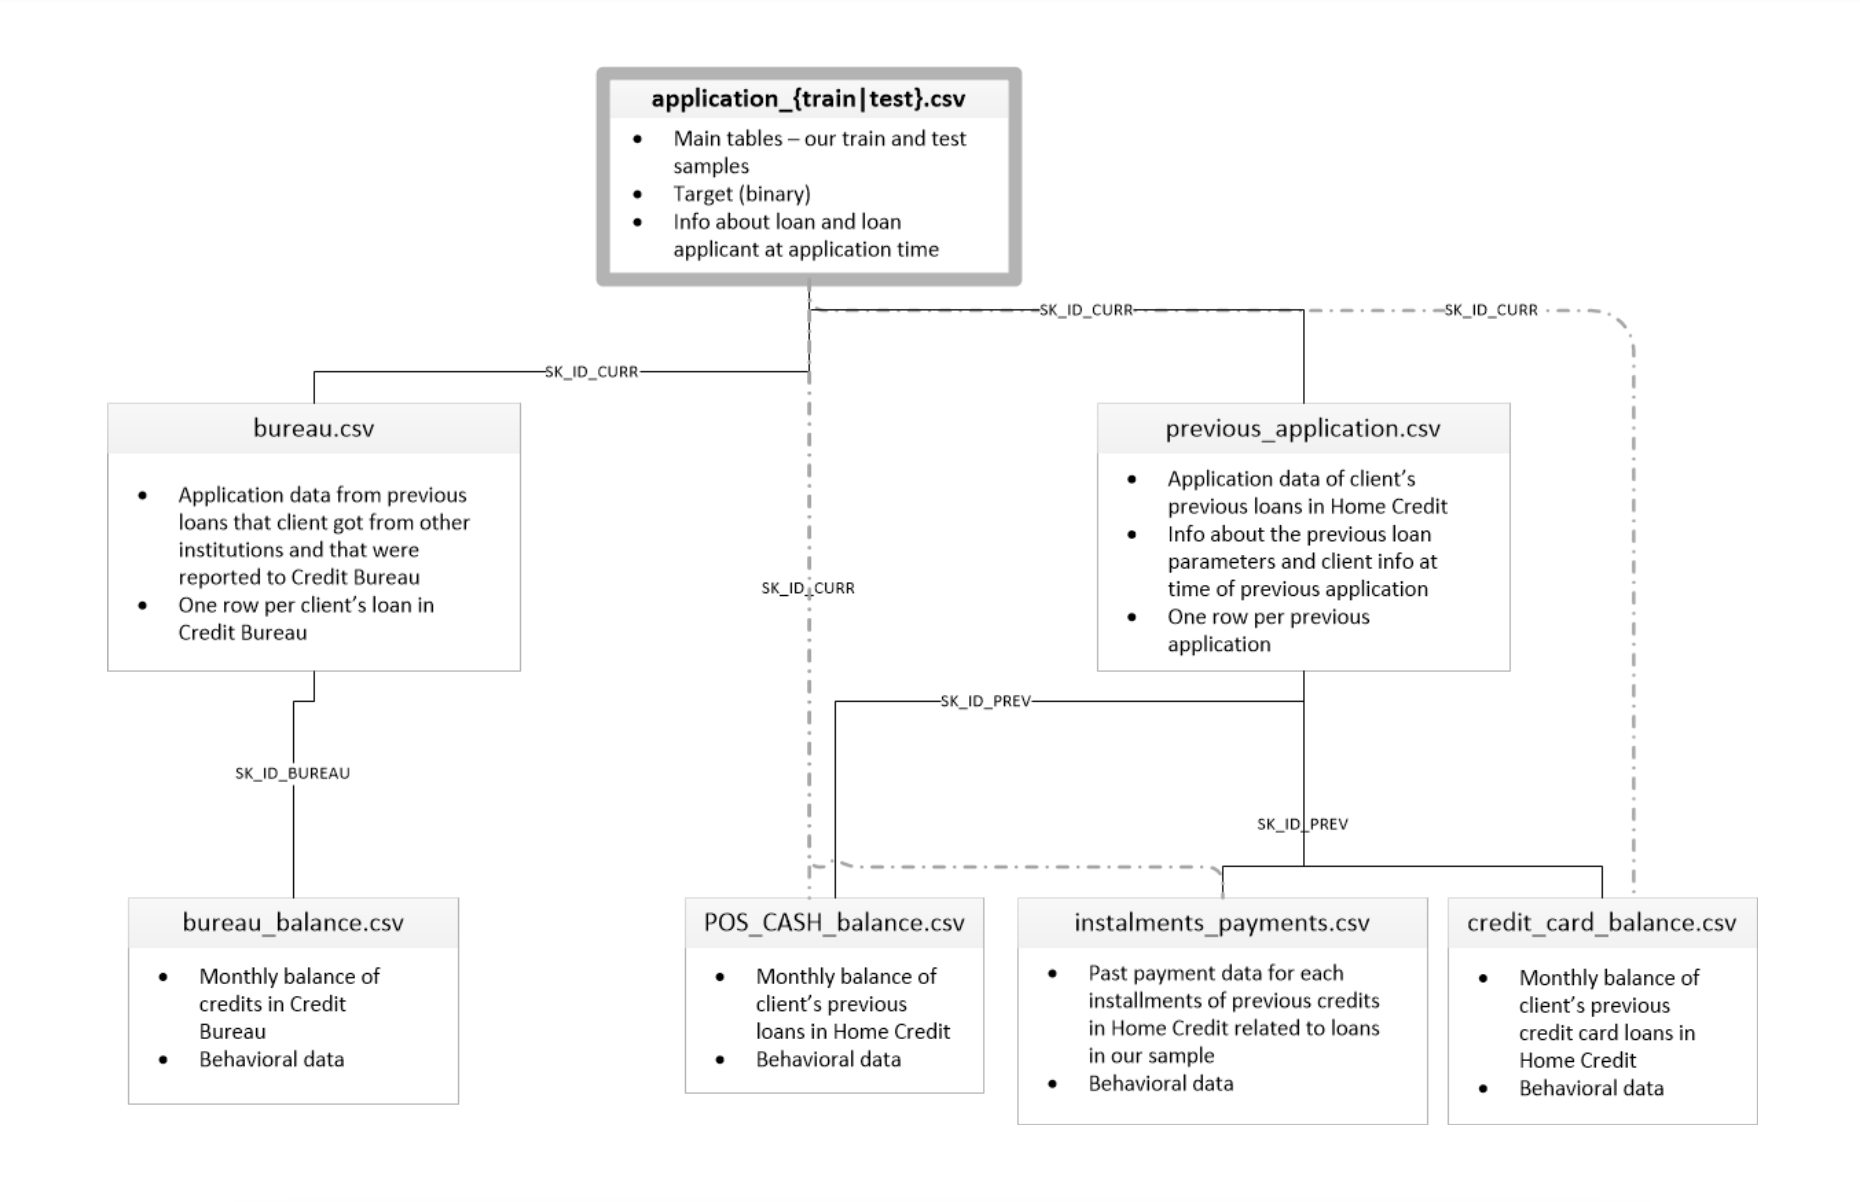 application_{train|test}.csv
• Main tables – our train and test
samples
• Target (binary)
• Info about loan and loan
applicant at application time
SK_ID_CURR
SK_ID_CURR
SK_ID_CURR
bureau.csv
• Application data from previous
loans that client got from other
institutions and that were
reported to Credit Bureau
• One row per client's loan in
Credit Bureau
previous_application.csv
• Application data of client's
previous loans in Home Credit
• Info about the previous loan
parameters and client info at
time of previous application
• One row per previous
application
SK_ID_CURR
SK_ID_PREV
SK_ID_BUREAU
SK_ID_PREV
bureau_balance.csv
• Monthly balance of
credits in Credit
Bureau
• Behavioral data
POS_CASH_balance.csv
• Monthly balance of
client's previous
loans in Home Credit
• Behavioral data
instalments_payments.csv
• Past payment data for each
installments of previous credits
in Home Credit related to loans
in our sample
• Behavioral data
credit_card_balance.csv
• Monthly balance of
client's previous
credit card loans in
Home Credit
• Behavioral data